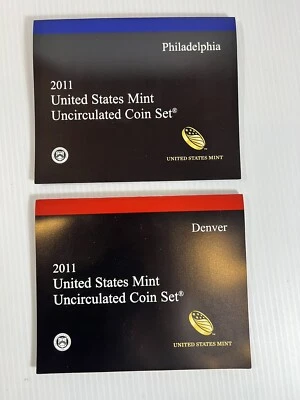 Philadelphia
2011
United States Mint
Uncirculated Coin Set®
UNITED STATES MINT
Denver
2011
United States Mint
Uncirculated Coin Set®
UNITED STATES MINT